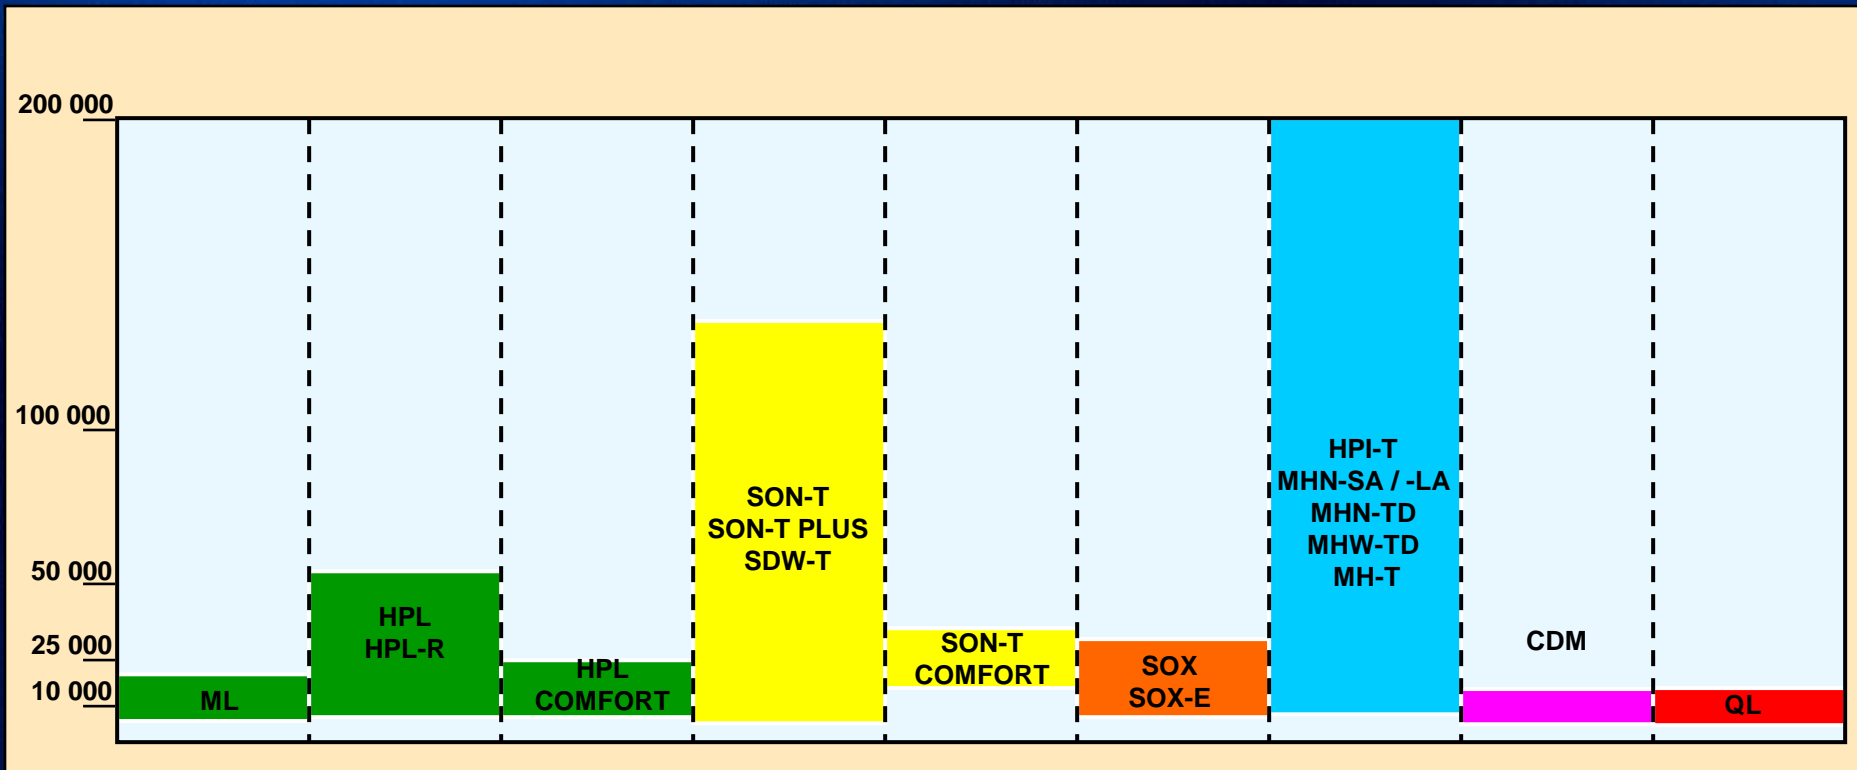 200 000
100 000
50 000
25 000
10 000
ML
HPL
HPL-R
HPL
COMFORT
SON-T
SON-T PLUS
SDW-T
SON-T
COMFORT
SOX
SOX-E
HPI-T
MHN-SA / -LA
MHN-TD
MHW-TD
MH-T
CDM
QL